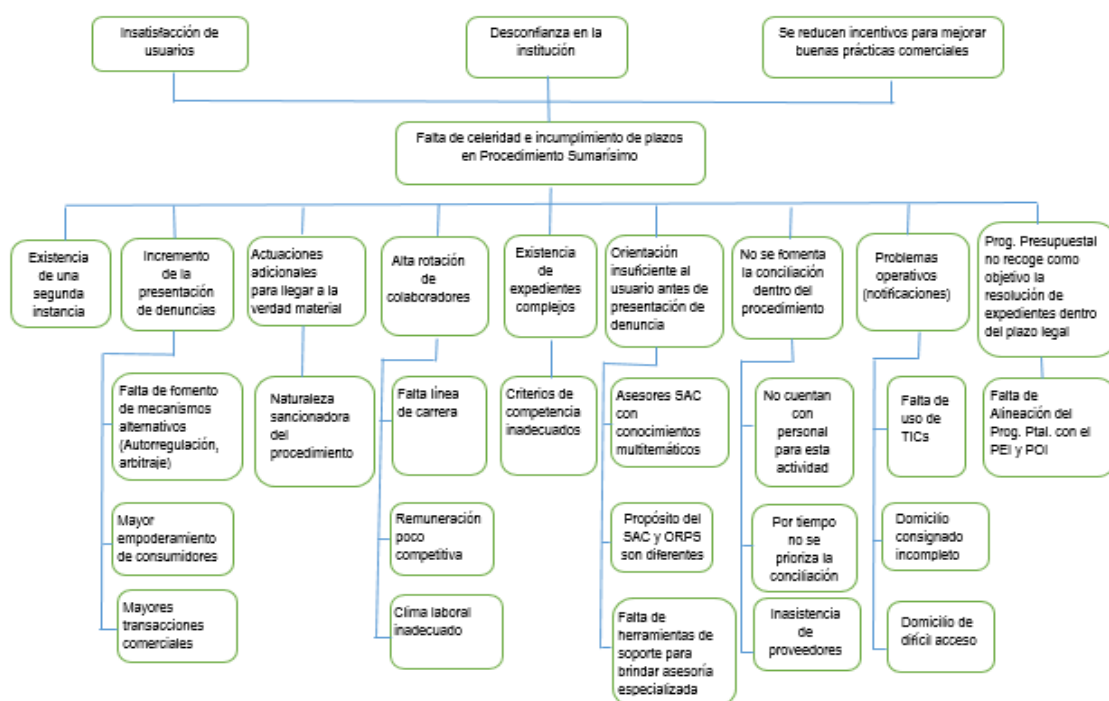 Insatisfacción de
usuarios
Desconfianza en la
institución
Se reducen incentivos para mejorar
buenas prácticas comerciales
Falta de celeridad e incumplimiento de plazos
en Procedimiento Sumarísimo
Existencia
de una
segunda
instancia
Incremento
de la
presentación
de denuncias
Actuaciones
adicionales
para llegar a la
verdad material
Alta rotación
de
colaboradores
Existencia
de
expedientes
complejos
Orientación
insuficiente al
usuario antes de
presentación de
denuncia
No se fomenta
la conciliación
dentro del
procedimiento
Problemas
operativos
(notificaciones)
Prog. Presupuestal
no recoge como
objetivo la
resolución de
expedientes dentro
del plazo legal
Falta de fomento
de mecanismos
alternativos
(Autorregulación,
arbitraje)
Naturaleza
sancionadora
del
procedimiento
Falta línea
de carrera
Criterios de
competencia
inadecuados
Asesores SAC
con
conocimientos
multitemáticos
No cuentan
con
personal
para esta
actividad
Falta de
uso de
TICs
Falta de
Alineación del
Prog. Ptal. con el
PEI y POI
Mayor
empoderamiento
de consumidores
Remuneración
poco
competitiva
Propósito del
SAC y ORPS
son diferentes
Por tiempo
no se
prioriza la
conciliación
Domicilio
consignado
incompleto
Mayores
transacciones
comerciales
Clima laboral
inadecuado
Falta de
herramientas de
soporte para
brindar asesoría
especializada
Inasistencia
de
proveedores
Domicilio de
difícil acceso